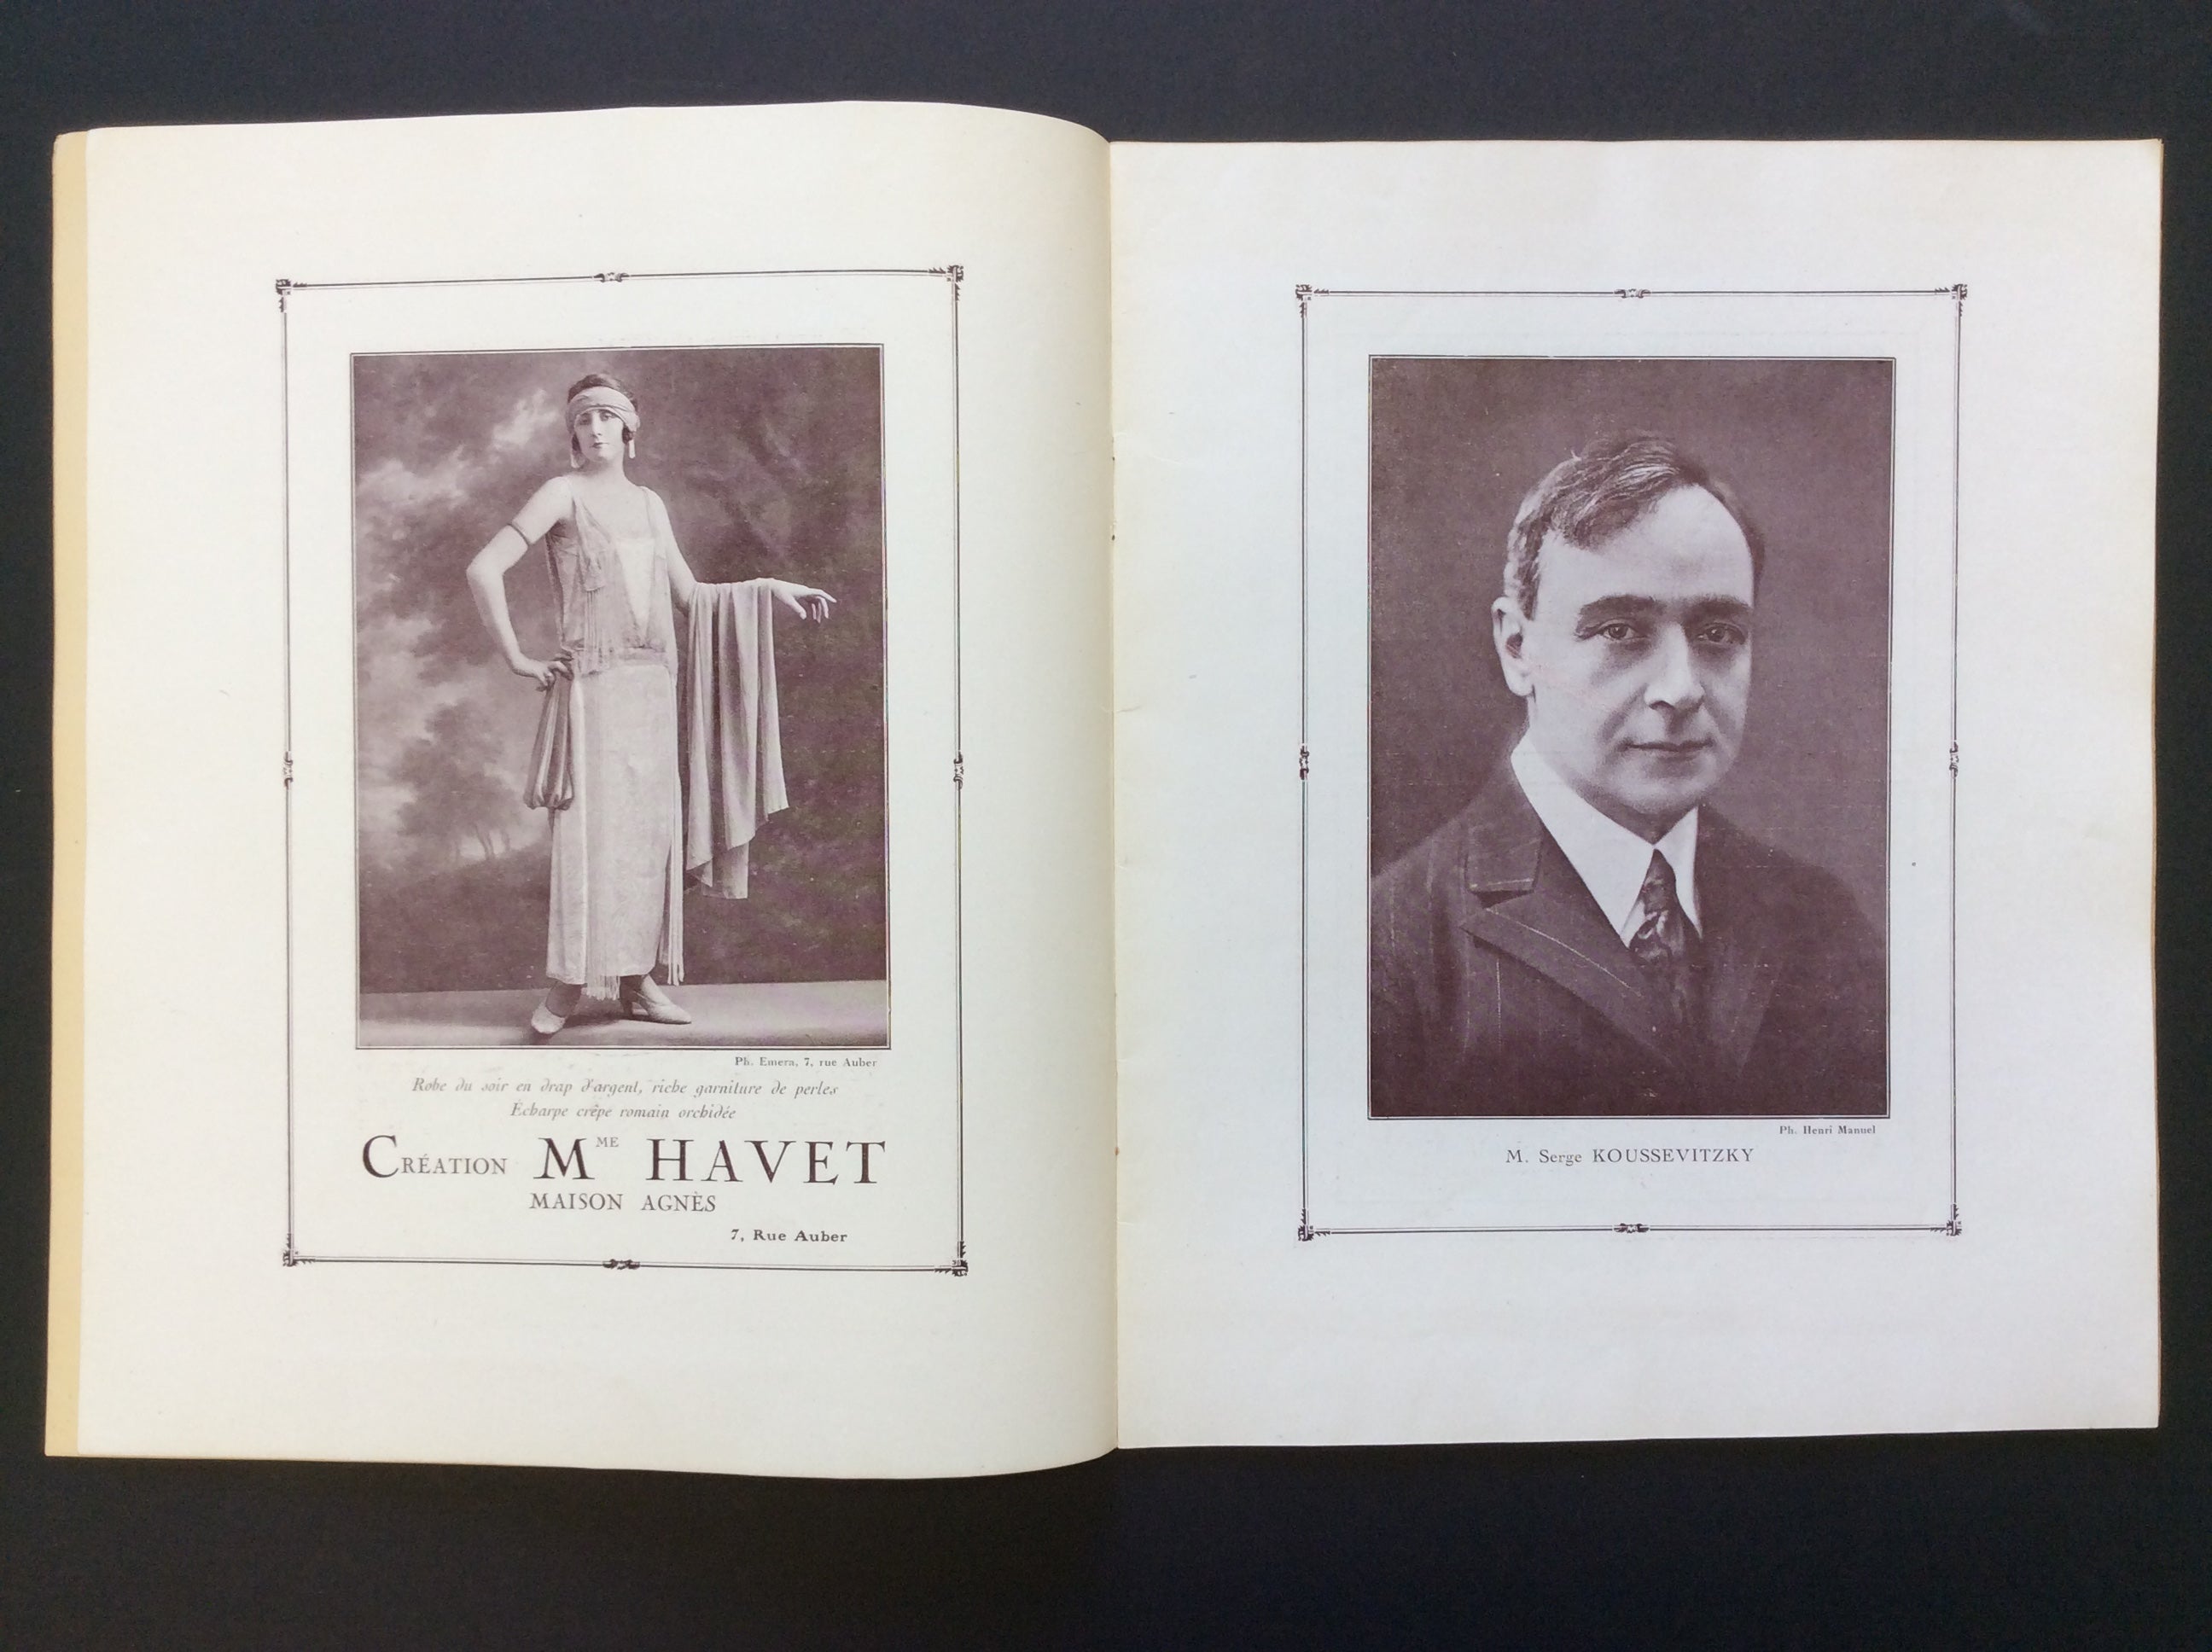 Ph. Emera, 7, rue Auber
Robe du soir en drap d'argent, riche garniture de perles
Écharpe crêpe romain orchidée
CRÉATION MME HAVET
MAISON AGNÈS
7, Rue Auber
Ph. Henri Manuel
M. Serge KOUSSEVITZKY